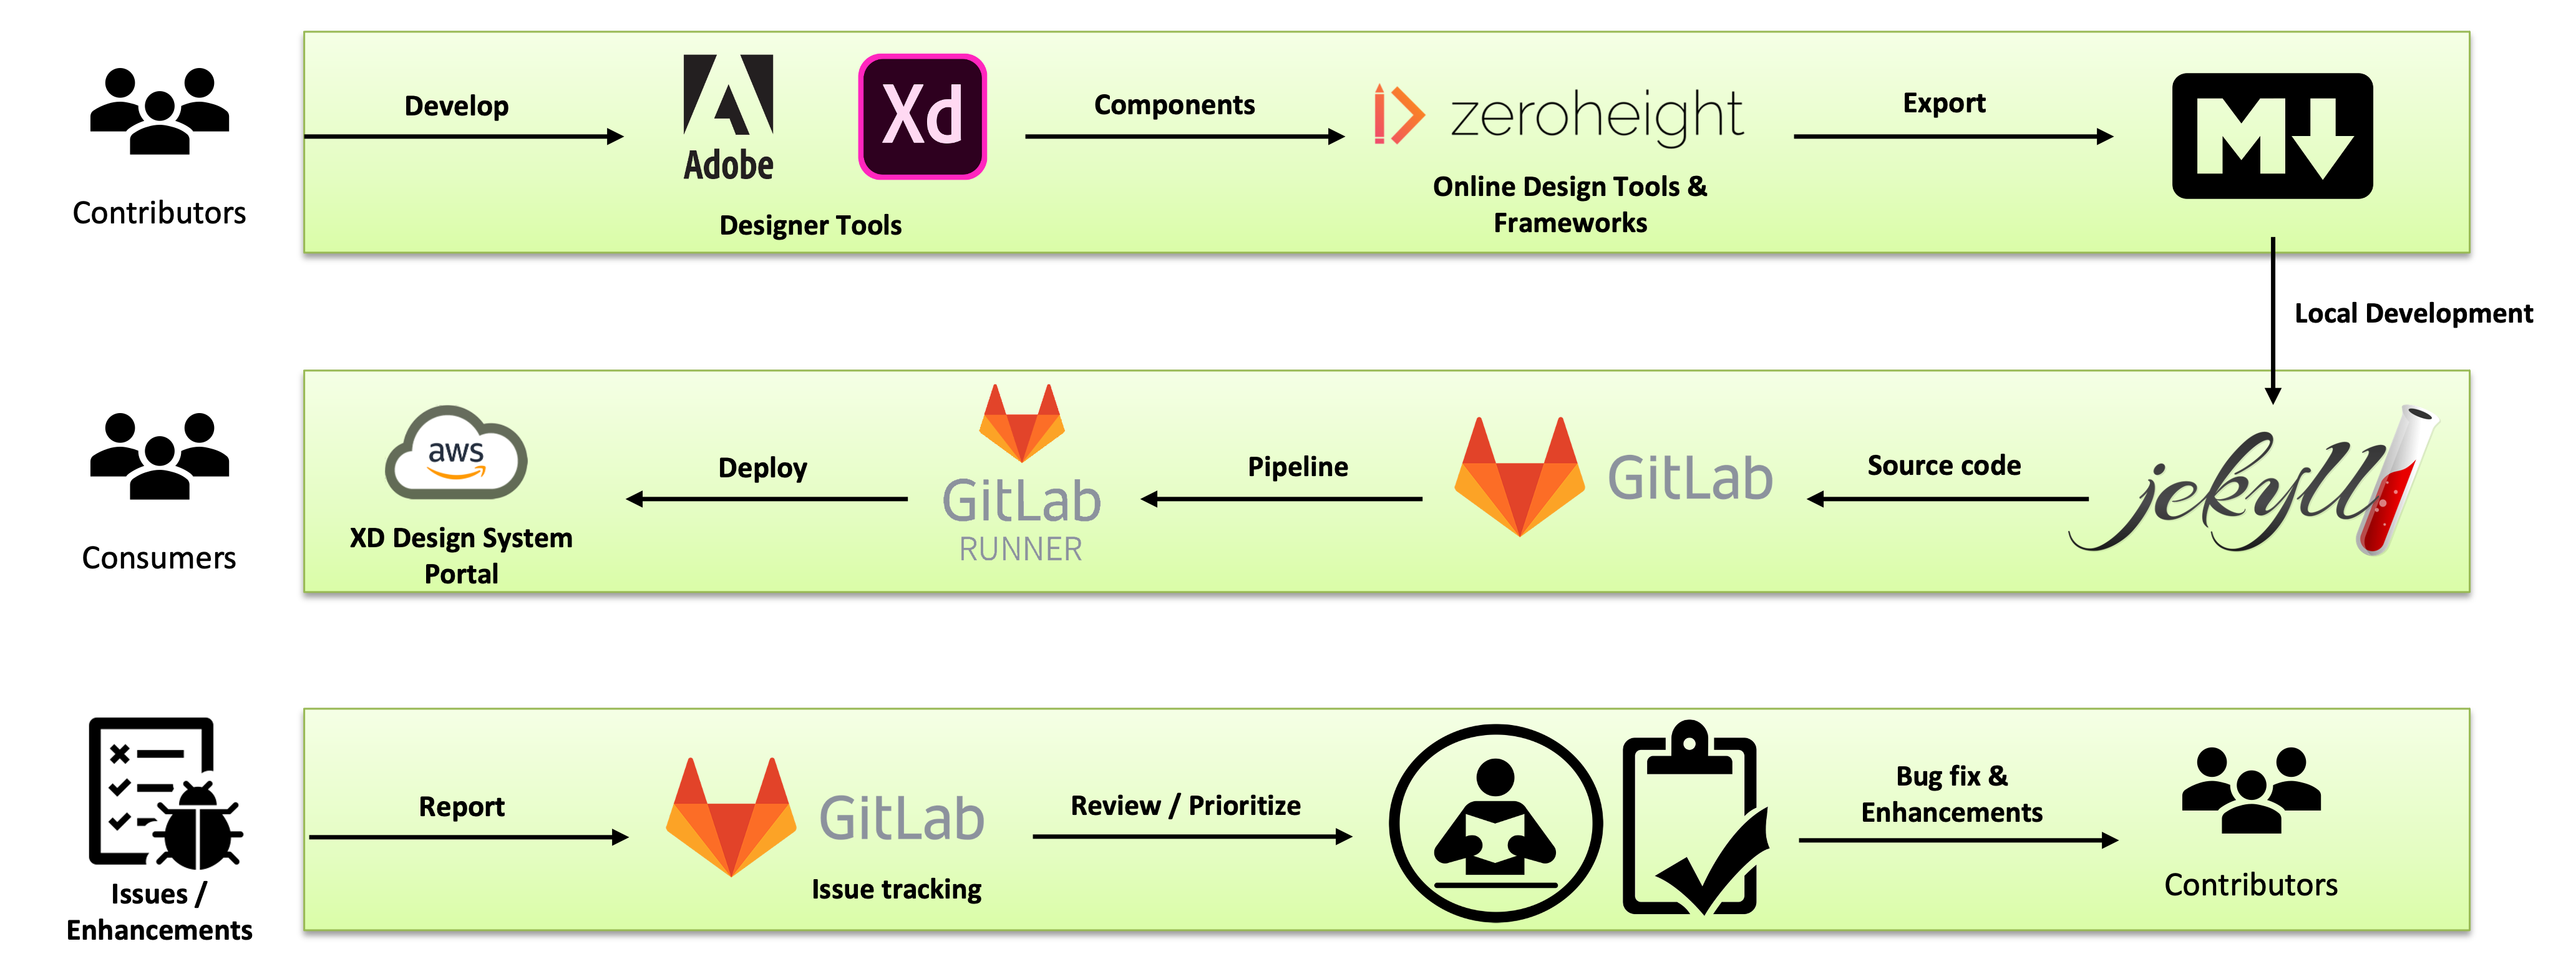 Contributors
Develop
Adobe
Xd
Designer Tools
Components
zeroheight
Online Design Tools &
Frameworks
Export
M
Local Development
Consumers
aws
XD Design System
Portal
Deploy
GitLab
RUNNER
Pipeline
GitLab
Source code
jekyll
Issues /
Enhancements
Report
GitLab
Issue tracking
Review / Prioritize
Bug fix &
Enhancements
Contributors